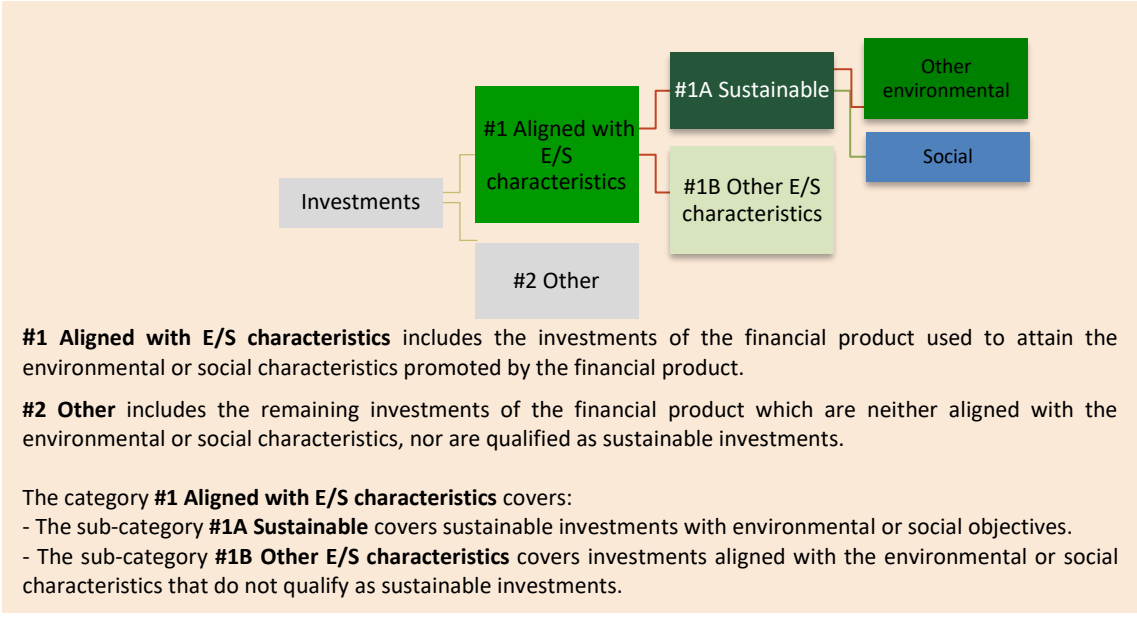 Investments
#1 Aligned with
E/S
characteristics
#2 Other
#1A Sustainable
#1B Other E/S
characteristics
Other
environmental
Social
#1 Aligned with E/S characteristics includes the investments of the financial product used to attain the
environmental or social characteristics promoted by the financial product.
#2 Other includes the remaining investments of the financial product which are neither aligned with the
environmental or social characteristics, nor are qualified as sustainable investments.
The category #1 Aligned with E/S characteristics covers:
- The sub-category #1A Sustainable covers sustainable investments with environmental or social objectives.
- The sub-category #1B Other E/S characteristics covers investments aligned with the environmental or social
characteristics that do not qualify as sustainable investments.